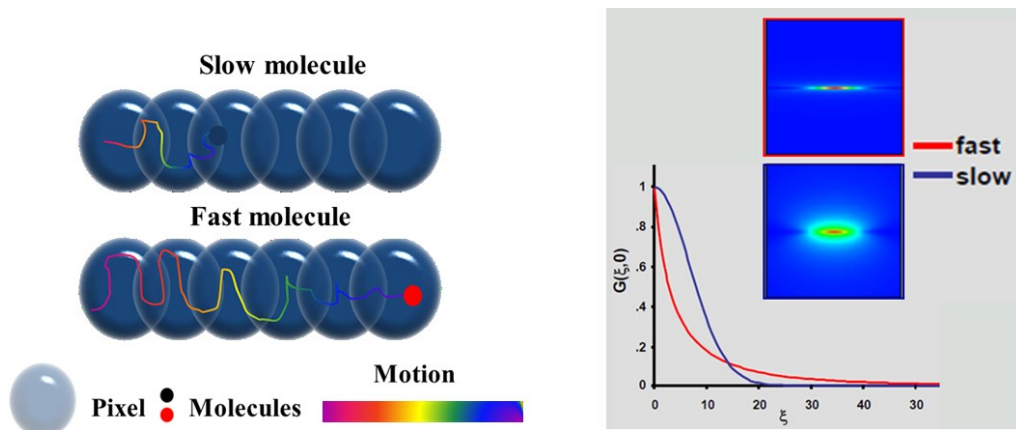 Slow molecule
Fast molecule
Pixel
Molecules
Motion
fast
slow
G(ξ,0)
1
.8
.6
.4
.2
0
0
10
20
30
ξ